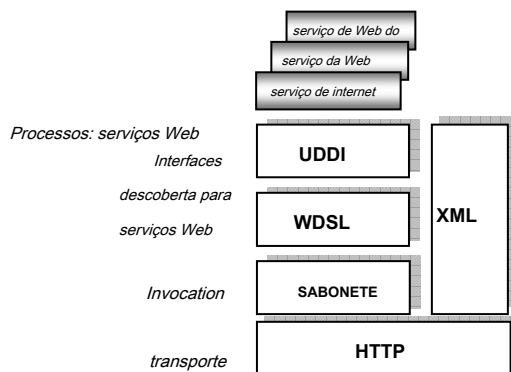 serviço de Web do
serviço da Web
serviço de internet
Processos: serviços Web
Interfaces
UDDI
descoberta para
serviços Web
WDSL
XML
Invocation
SABONETE
transporte
HTTP